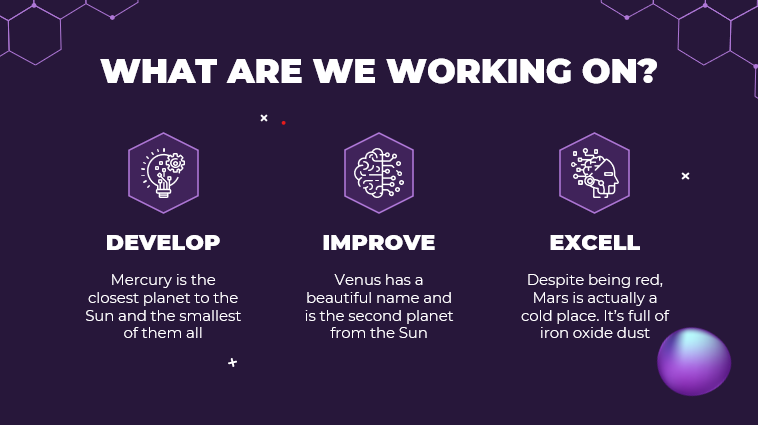 WHAT ARE WE WORKING ON?
DEVELOP
Mercury is the
closest planet to the
Sun and the smallest
of them all
IMPROVE
Venus has a
beautiful name and
is the second planet
from the Sun
EXCELL
Despite being red,
Mars is actually a
cold place. It's full of
iron oxide dust